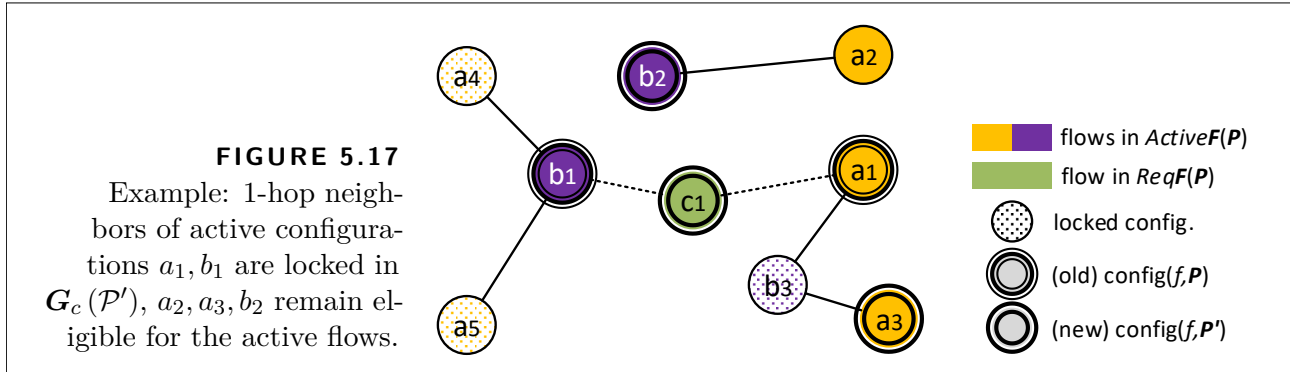 FIGURE 5.17
Example: 1-hop neigh-
bors of active configura-
tions a₁, b₁ are locked in
G_c (P′), a₂, a₃, b₂ remain el-
igible for the active flows.
a4
b2
a2
b1
c1
a1
b3
a5
a3
flows in ActiveF(P)
flow in ReqF(P)
locked config.
(old) config(f,P)
(new) config(f,P')